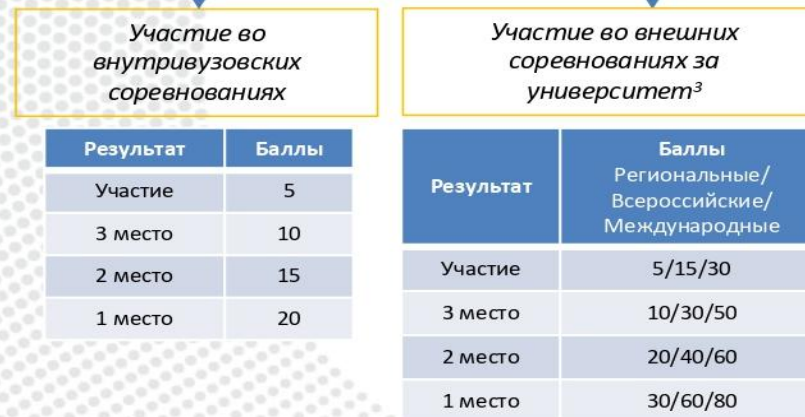 Участие во
внутривузовских
соревнованиях
Результат Баллы
Участие 5
3 место 10
2 место 15
1 место 20
Участие во внешних
соревнованиях за
университет³
Результат
Баллы
Региональные/
Всероссийские/
Международные
Участие 5/15/30
3 место 10/30/50
2 место 20/40/60
1 место 30/60/80